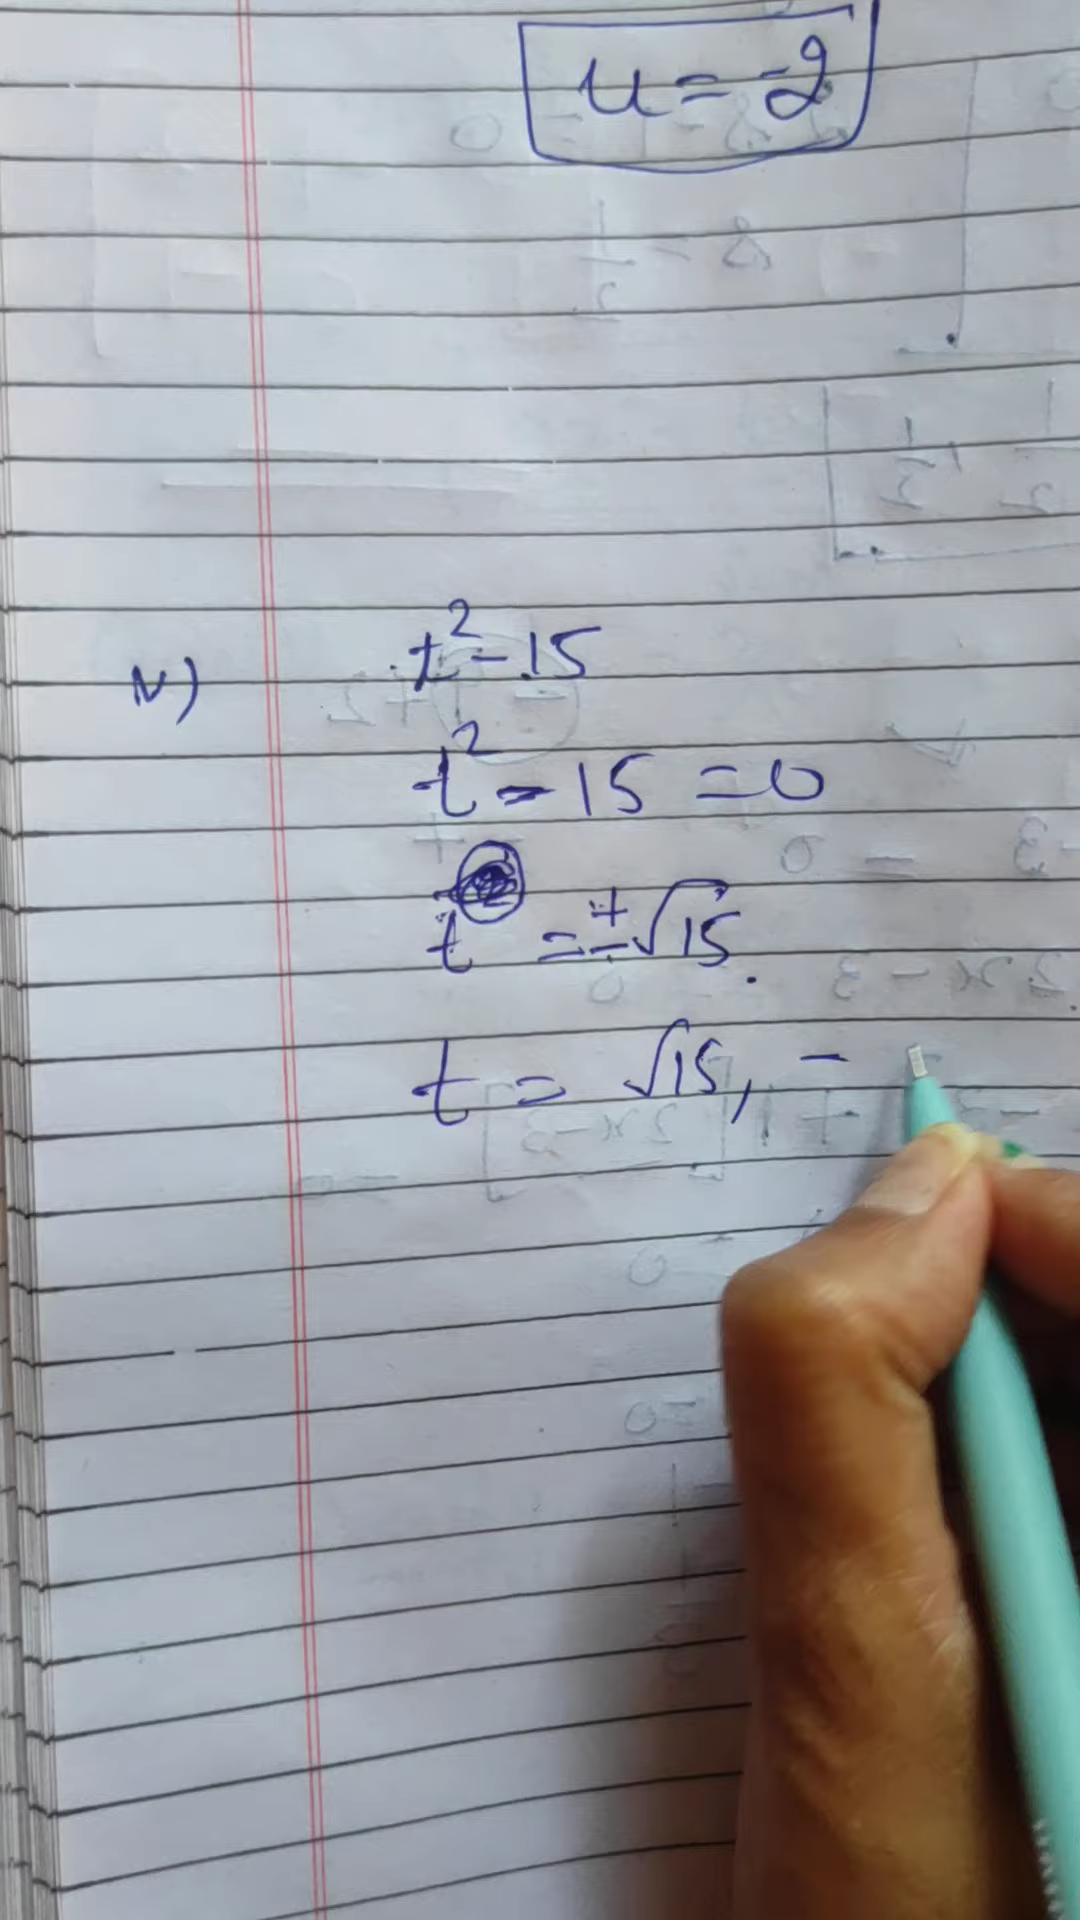 u = -2
iv) t² - 15
t² - 15 = 0
t = ±√15.
t = √15, -